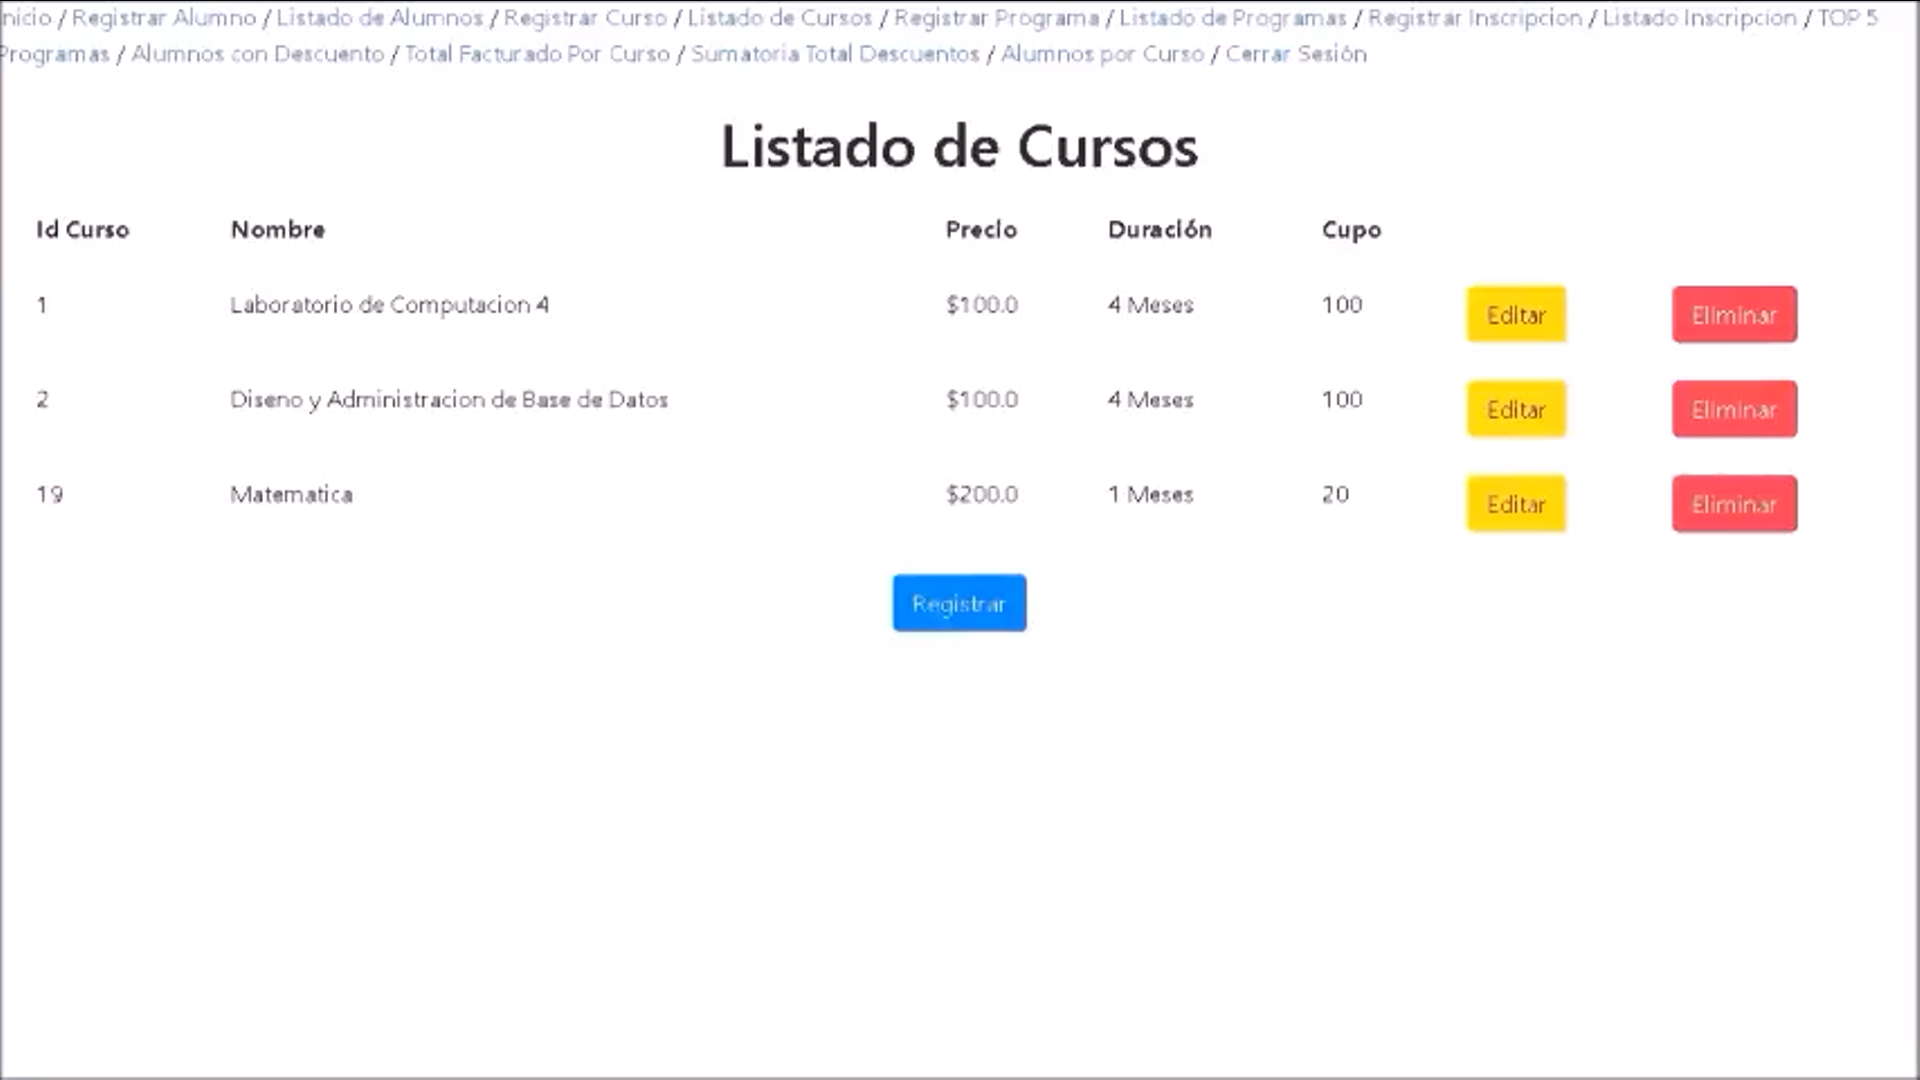 nicio / Registrar Alumno / Listado de Alumnos / Registrar Curso / Listado de Cursos / Registrar Programa / Listado de Programas / Registrar Inscripcion / Listado Inscripcion / TOP 5
Programas / Alumnos con Descuento / Total Facturado Por Curso / Sumatoria Total Descuentos / Alumnos por Curso / Cerrar Sesión
Listado de Cursos
Id Curso Nombre Precio Duración Cupo
1 Laboratorio de Computacion 4 $100.0 4 Meses 100 Editar Eliminar
2 Diseno y Administracion de Base de Datos $100.0 4 Meses 100 Editar Eliminar
19 Matematica $200.0 1 Meses 20 Editar Eliminar
Registrar